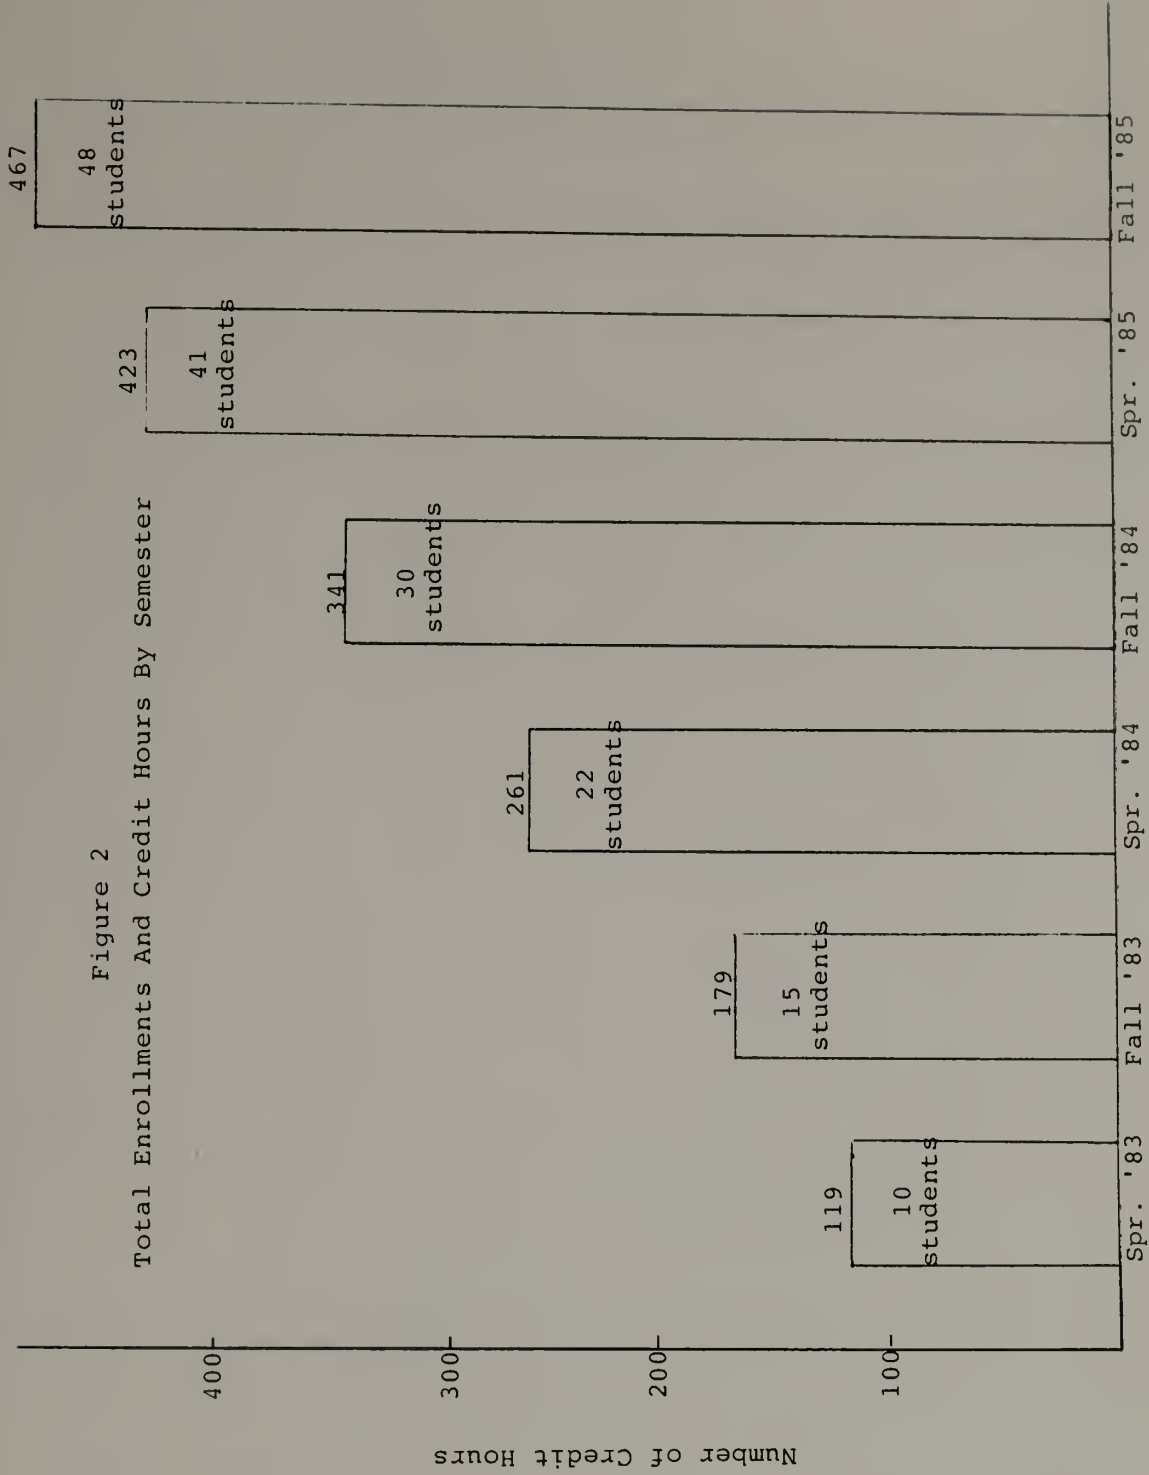 Figure 2
Total Enrollments And Credit Hours By Semester
Number of Credit Hours
400
300
200
100
119
10
students
179
15
students
261
22
students
341
30
students
423
41
students
467
48
students
Spr. '83
Fall '83
Spr. '84
Fall '84
Spr. '85
Fall '85